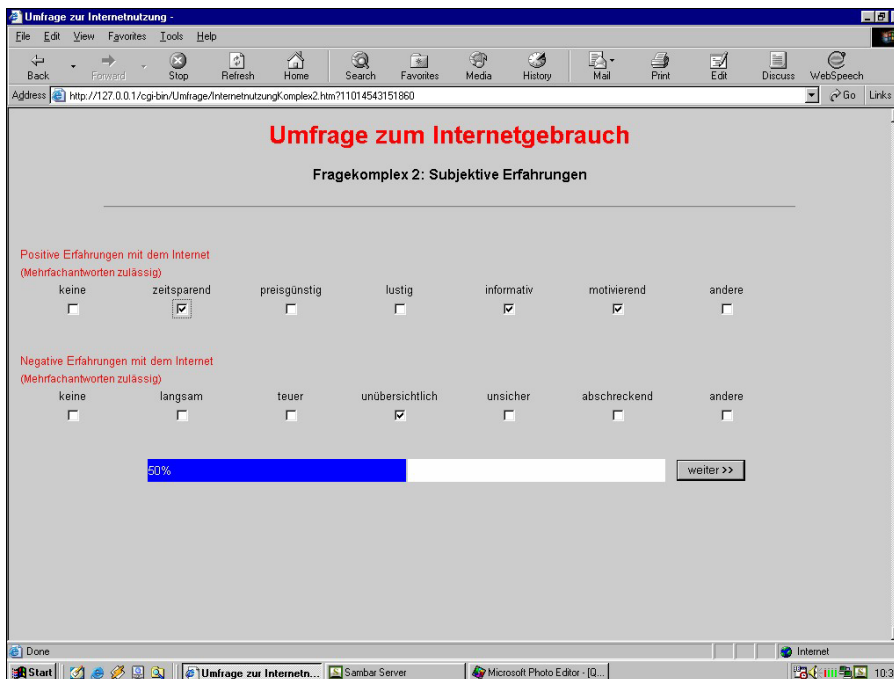 Umfrage zur Internetnutzung -
File Edit View Favorites Tools Help
Back Forward Stop Refresh Home Search Favorites Media History Mail Print Edit Discuss WebSpeech
Address http://127.0.0.1/cgi-bin/Umfrage/InternetnutzungKomplex2.htm?11014543151860 Go Links
Umfrage zum Internetgebrauch
Fragekomplex 2: Subjektive Erfahrungen
Positive Erfahrungen mit dem Internet
(Mehrfachantworten zulässig)
keine zeitsparend preisgünstig lustig informativ motivierend andere
Negative Erfahrungen mit dem Internet
(Mehrfachantworten zulässig)
keine langsam teuer unübersichtlich unsicher abschreckend andere
50% weiter >>
Done Internet
Start Umfrage zur Internetn... Sambar Server Microsoft Photo Editor - [Q... 10:3